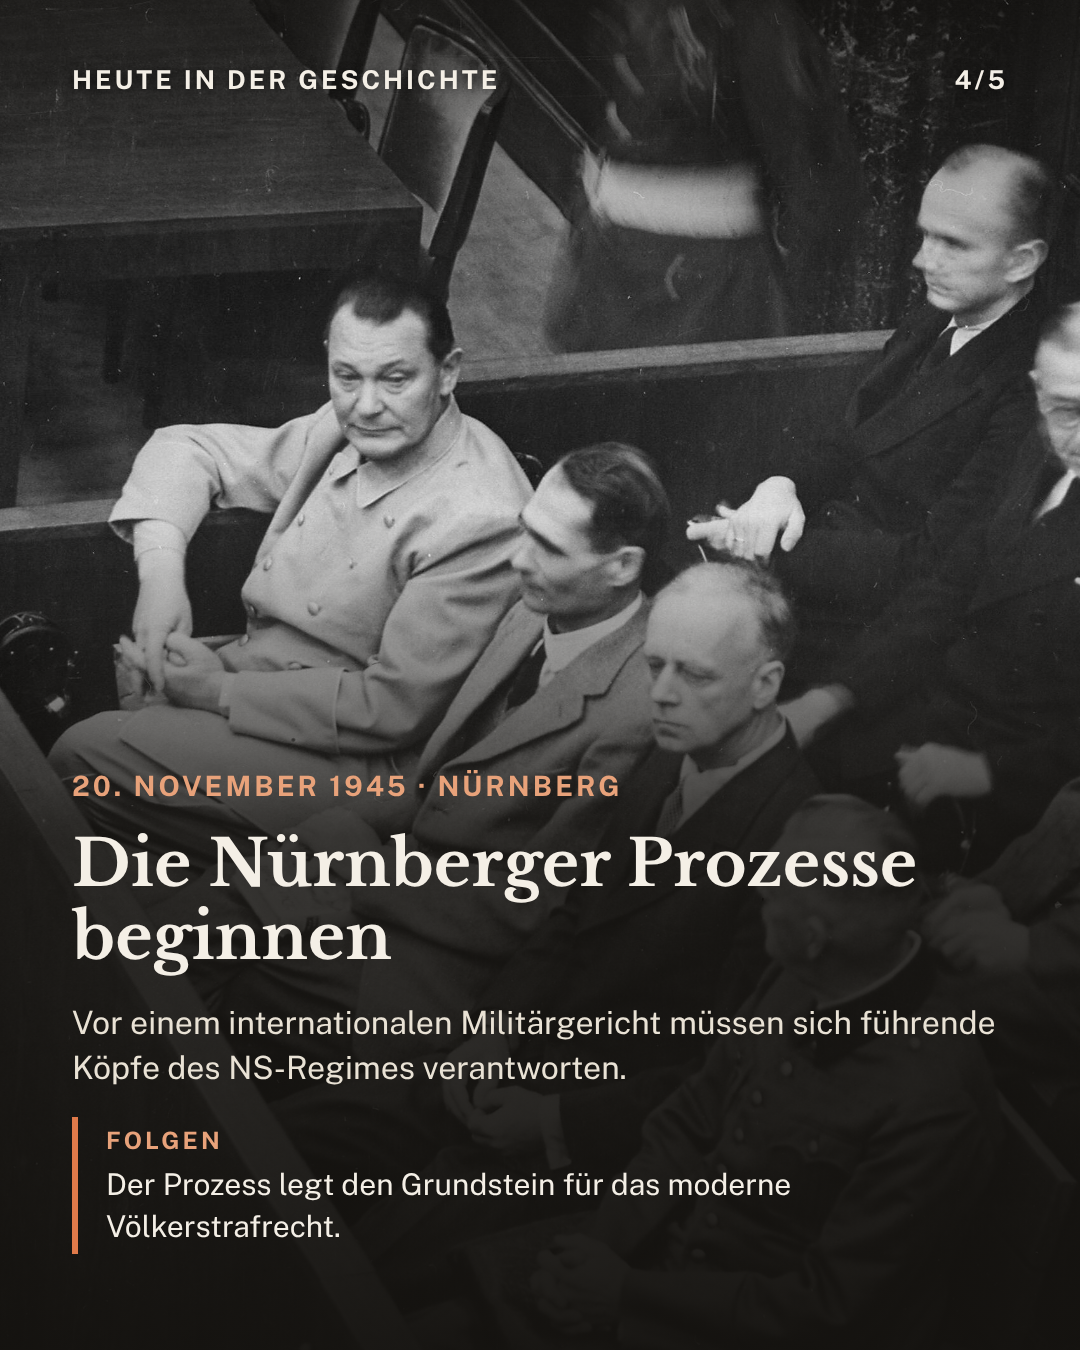 HEUTE IN DER GESCHICHTE
4/5
20. NOVEMBER 1945 · NÜRNBERG
Die Nürnberger Prozesse
beginnen
Vor einem internationalen Militärgericht müssen sich führende
Köpfe des NS-Regimes verantworten.
FOLGEN
Der Prozess legt den Grundstein für das moderne
Völkerstrafrecht.